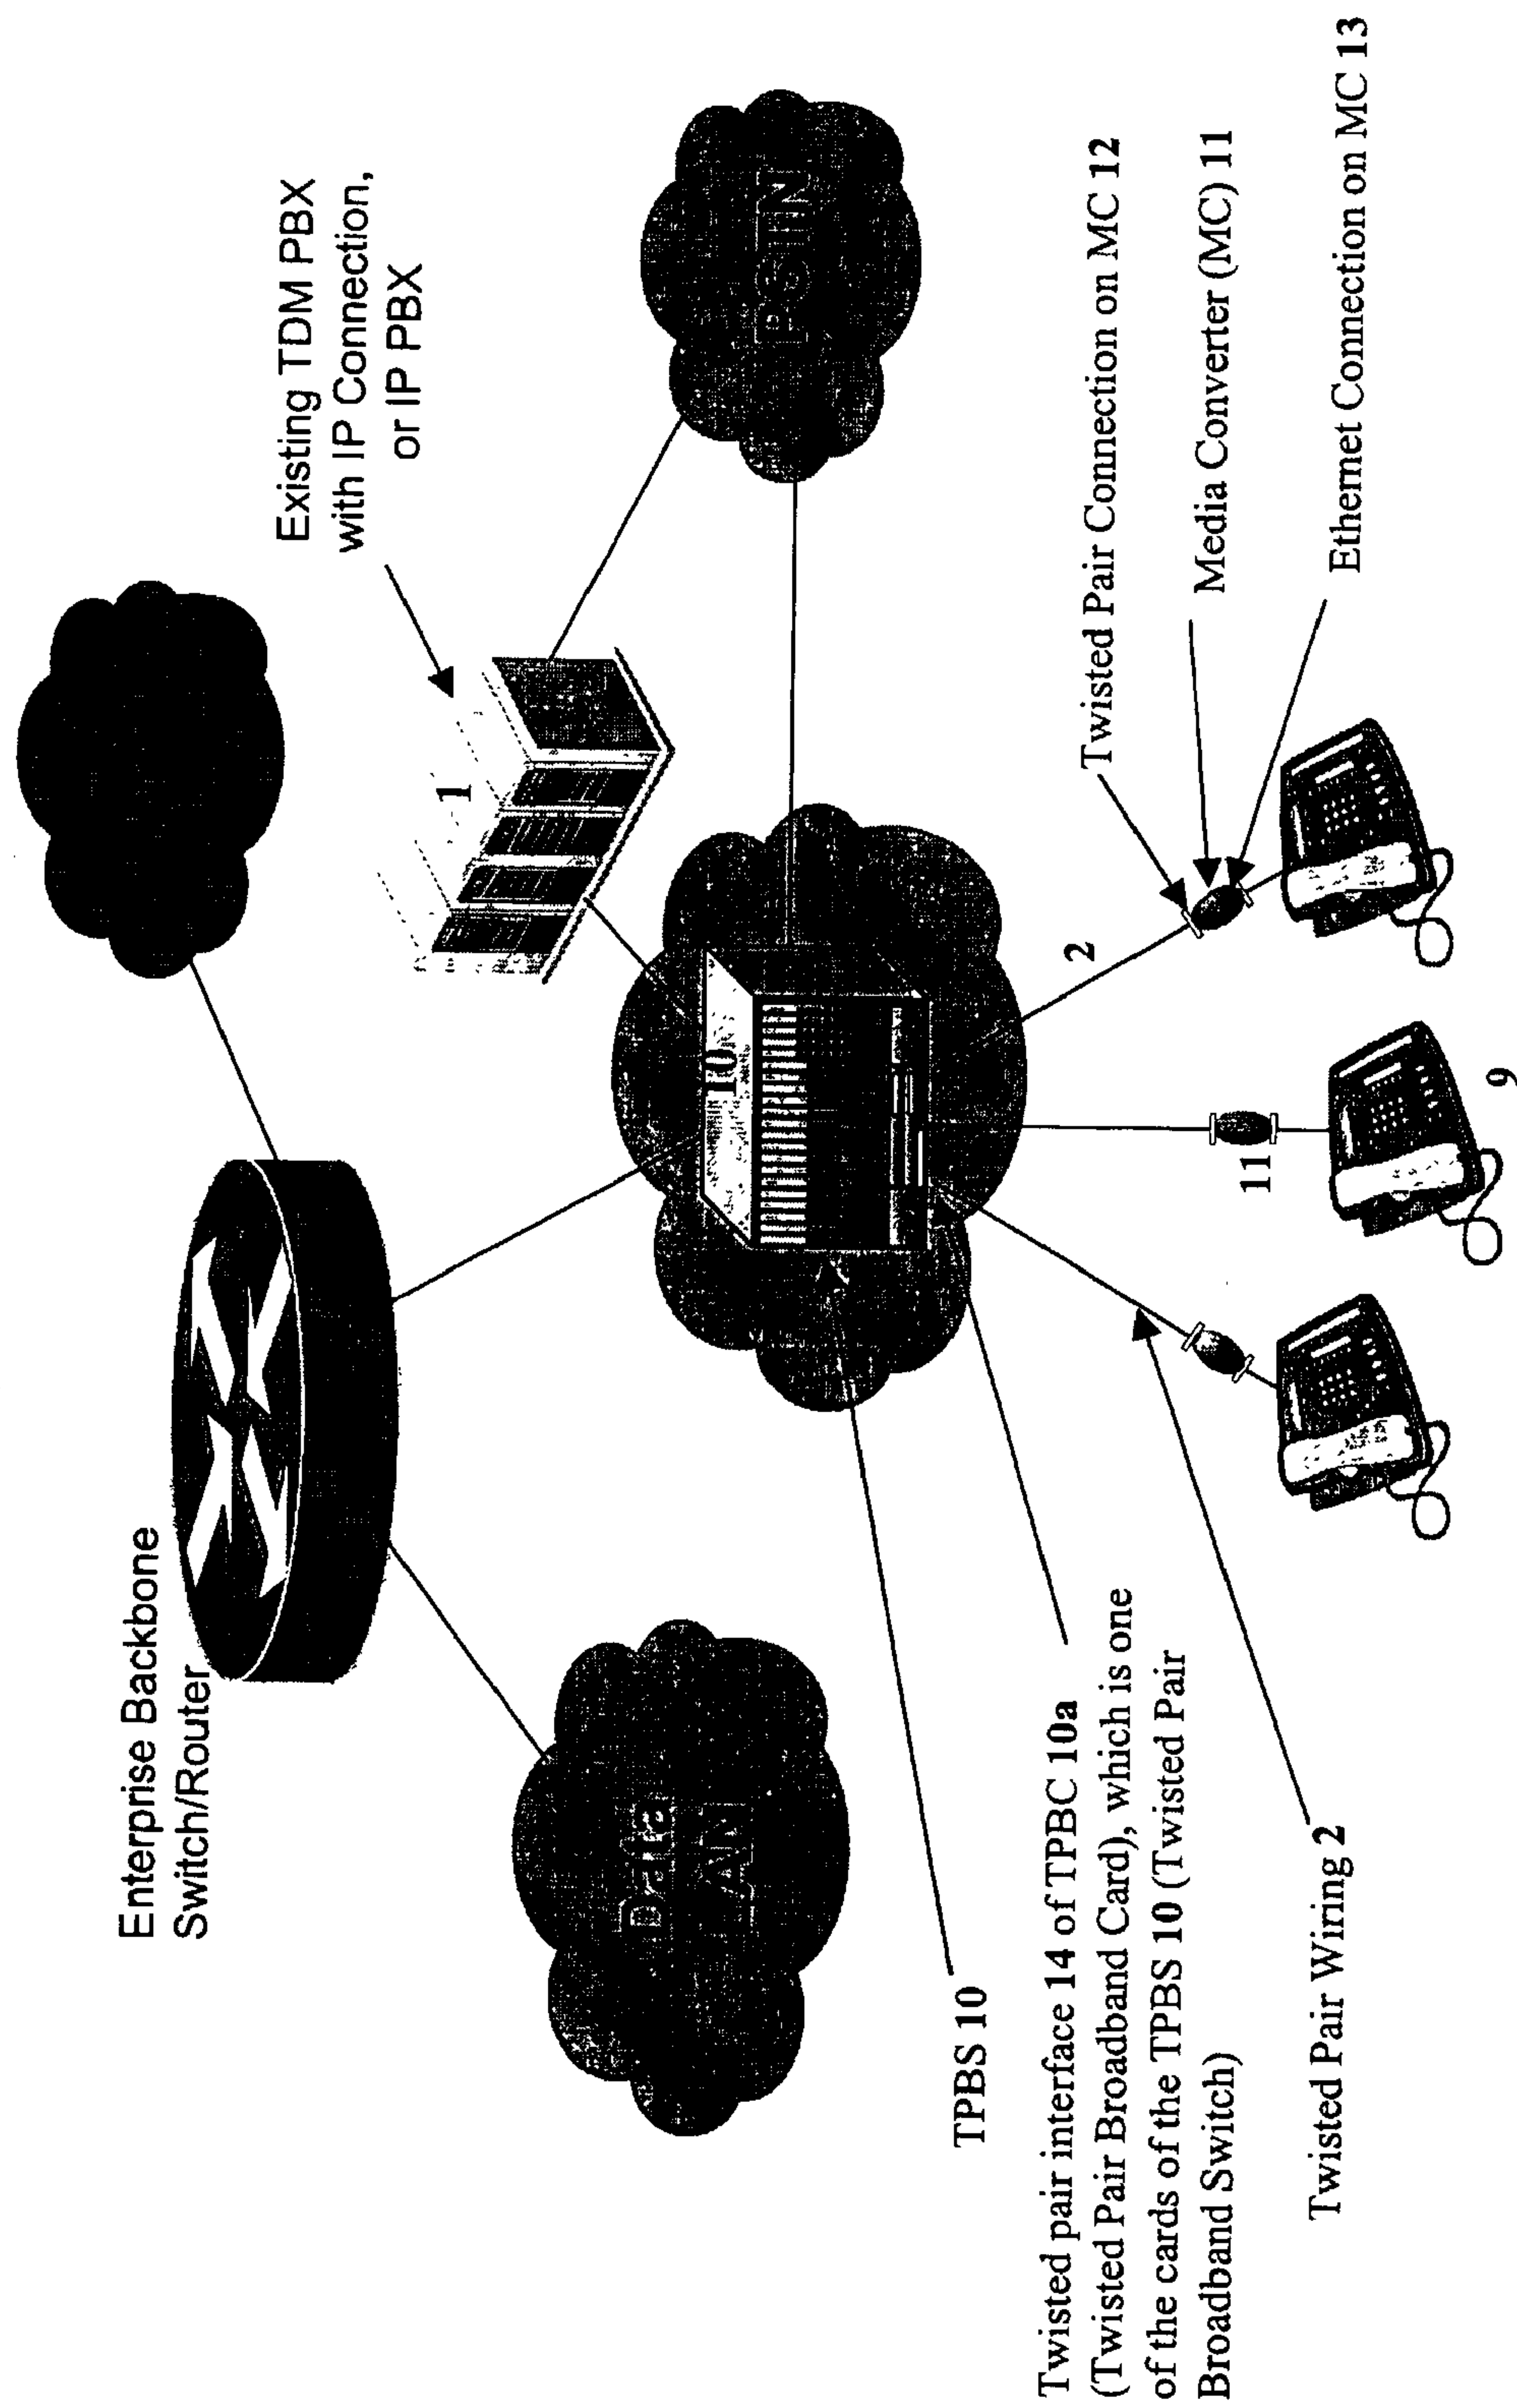 Enterprise Backbone
Switch/Router
Existing TDM PBX
with IP Connection,
or IP PBX
1
Data
10
PSTN
TPBS 10
Twisted pair interface 14 of TPBC 10a
(Twisted Pair Broadband Card), which is one
of the cards of the TPBS 10 (Twisted Pair
Broadband Switch)
Twisted Pair Wiring 2
2
11
9
Twisted Pair Connection on MC 12
Media Converter (MC) 11
Ethernet Connection on MC 13